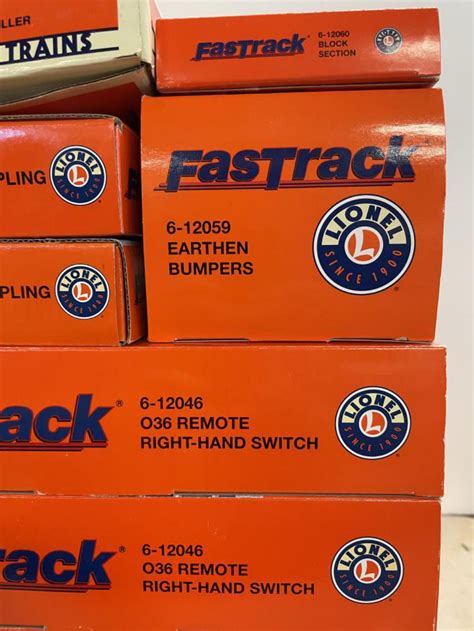 LLER
TRAINS
FasTrack
6-12060
BLOCK
SECTION
PLING
LIONEL
L
SINCE 1900
FasTrack®
6-12059
EARTHEN
BUMPERS
LIONEL
L
SINCE 1900
®
PLING
LIONEL
L
SINCE 1900
ack®
6-12046
O36 REMOTE
RIGHT-HAND SWITCH
LIONEL
L
SINCE 1900
®
rack®
6-12046
O36 REMOTE
RIGHT-HAND SWITCH
LIONEL
L
SINCE 1900